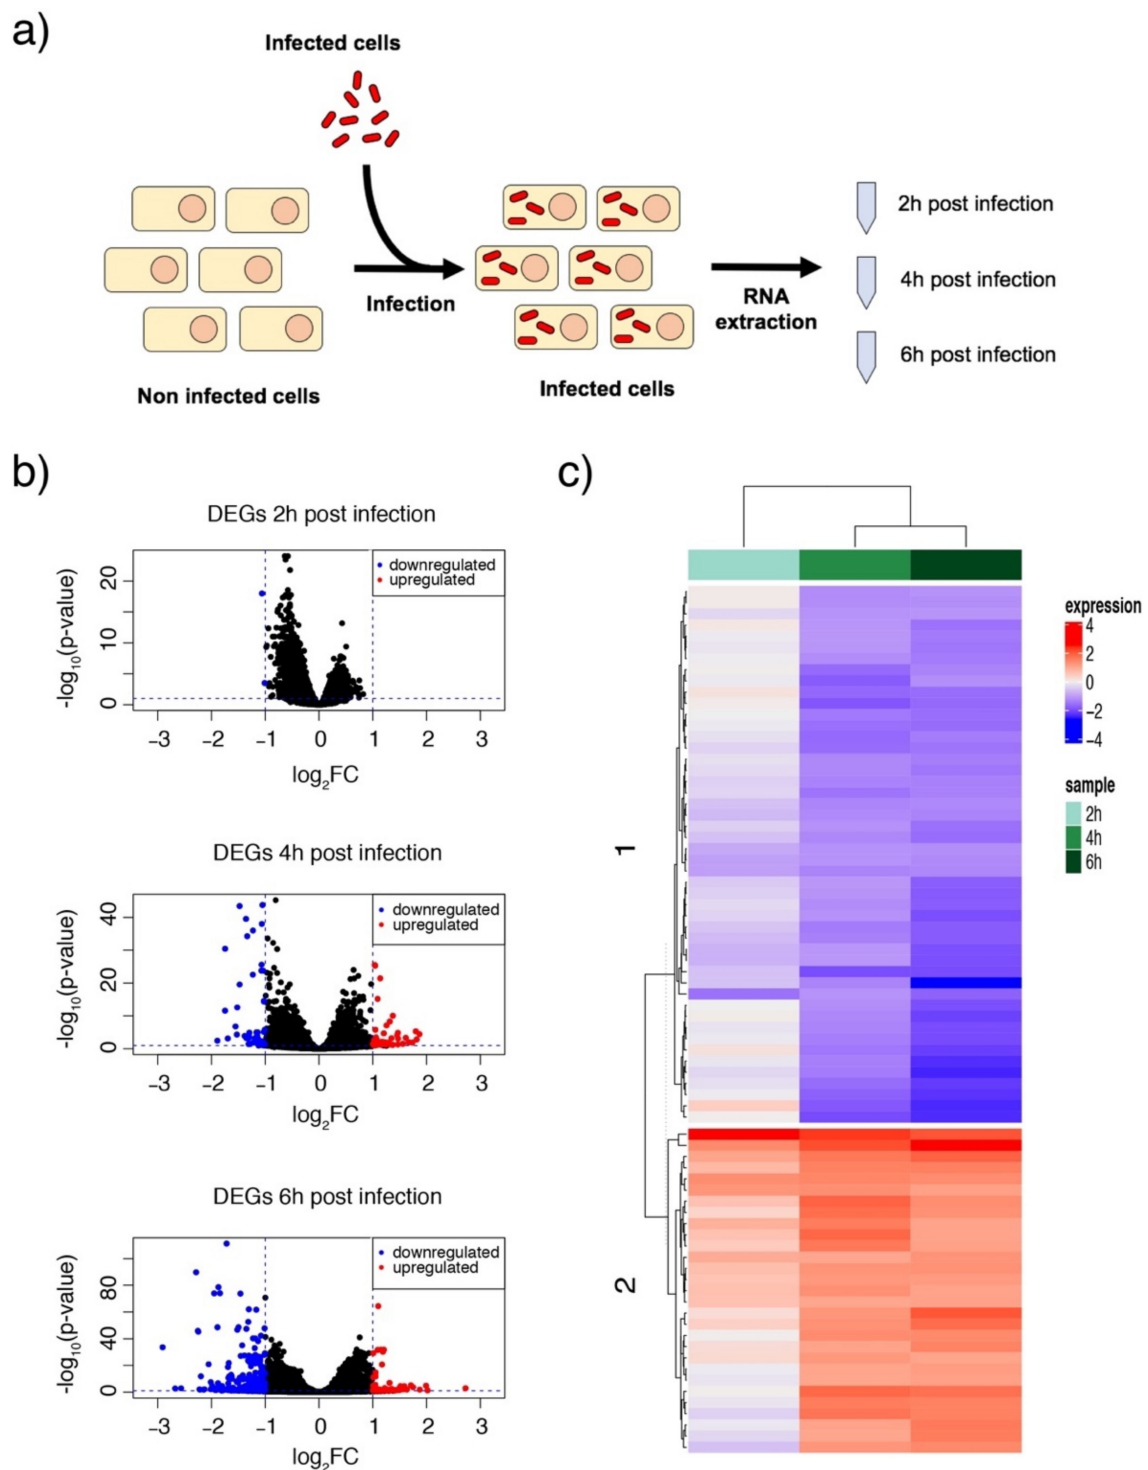 a)
Infected cells
Infection
Non infected cells
Infected cells
RNA
extraction
2h post infection
4h post infection
6h post infection
b)
DEGs 2h post infection
downregulated
upregulated
-log10(p-value)
0
10
20
−3 −2 −1 0 1 2 3
log2FC
DEGs 4h post infection
downregulated
upregulated
-log10(p-value)
0
20
40
−3 −2 −1 0 1 2 3
log2FC
DEGs 6h post infection
downregulated
upregulated
-log10(p-value)
0
40
80
−3 −2 −1 0 1 2 3
log2FC
c)
1
2
expression
4
2
0
−2
−4
sample
2h
4h
6h